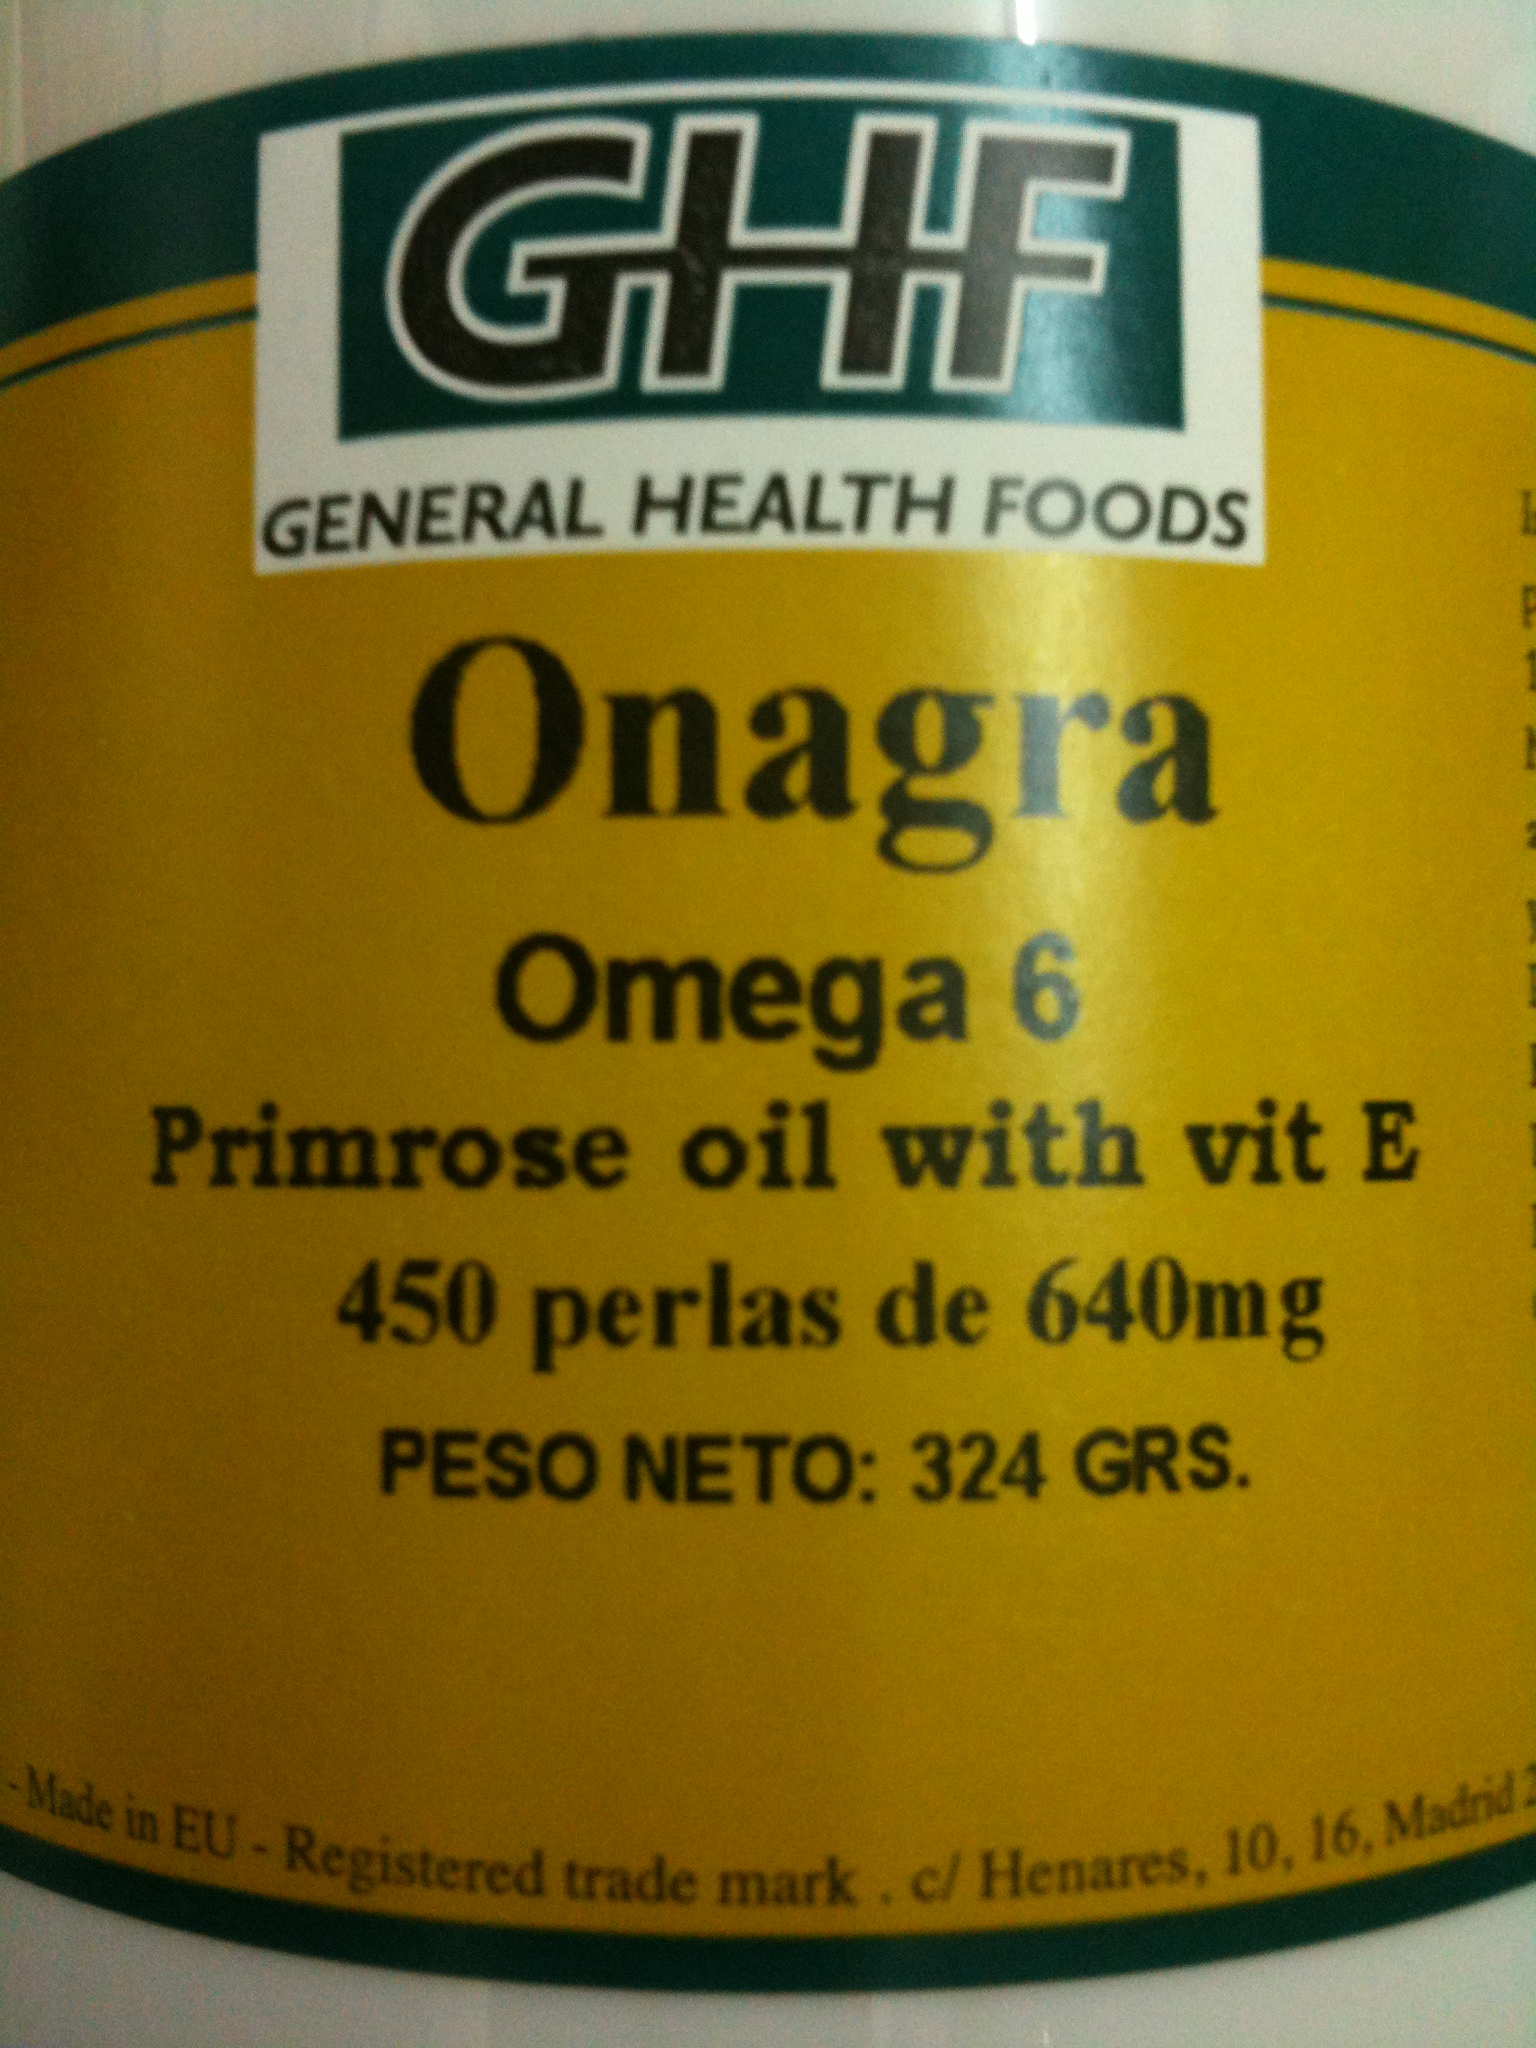 GHF
GENERAL HEALTH FOODS
Onagra
Omega 6
Primrose oil with vit E
450 perlas de 640mg
PESO NETO: 324 GRS.
- Made in EU - Registered trade mark . c/ Henares, 10, 16, Madrid